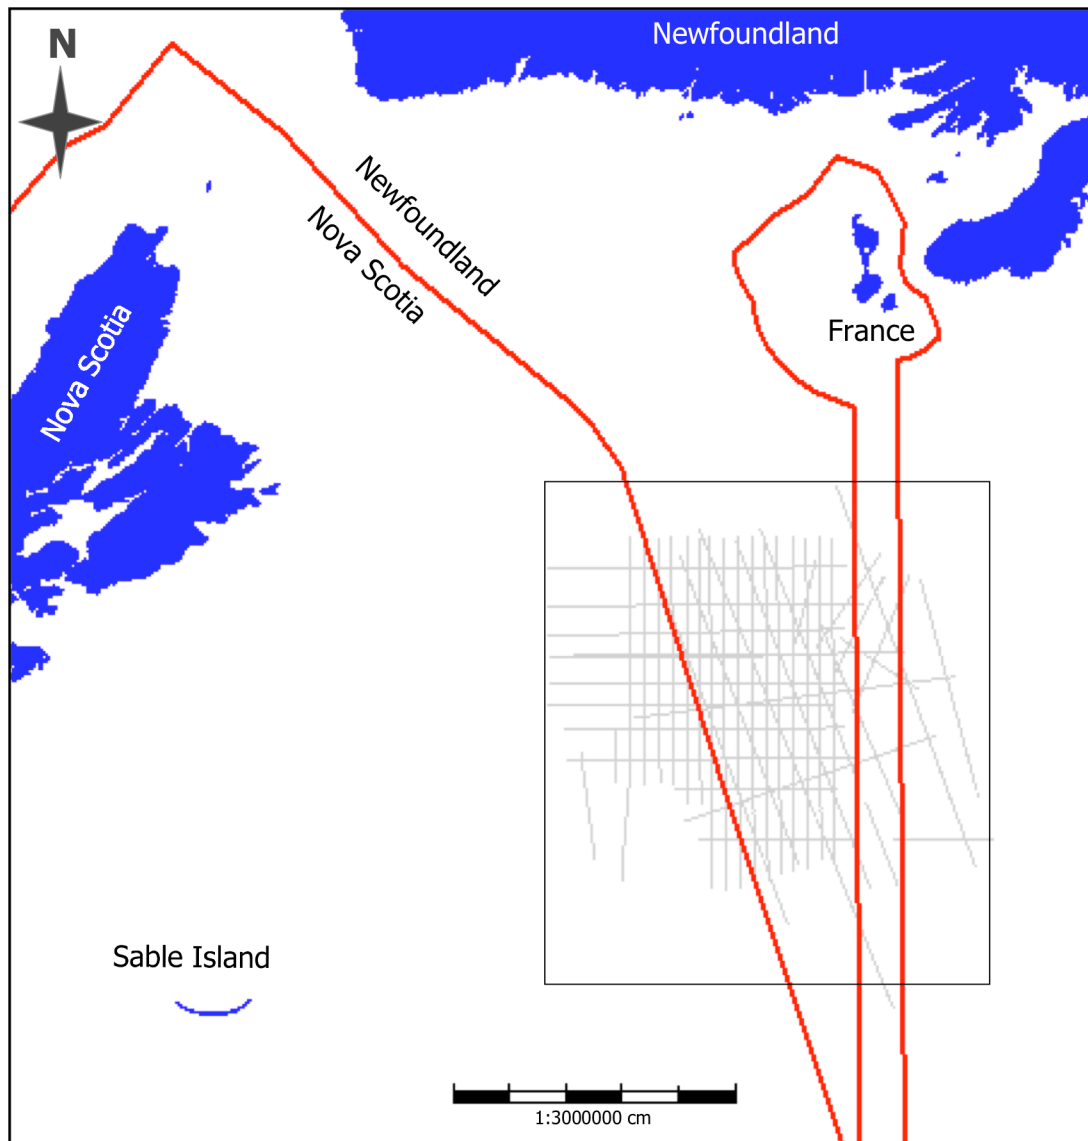 Newfoundland
N
Newfoundland
Nova Scotia
Nova Scotia
France
Sable Island
1:3000000 cm